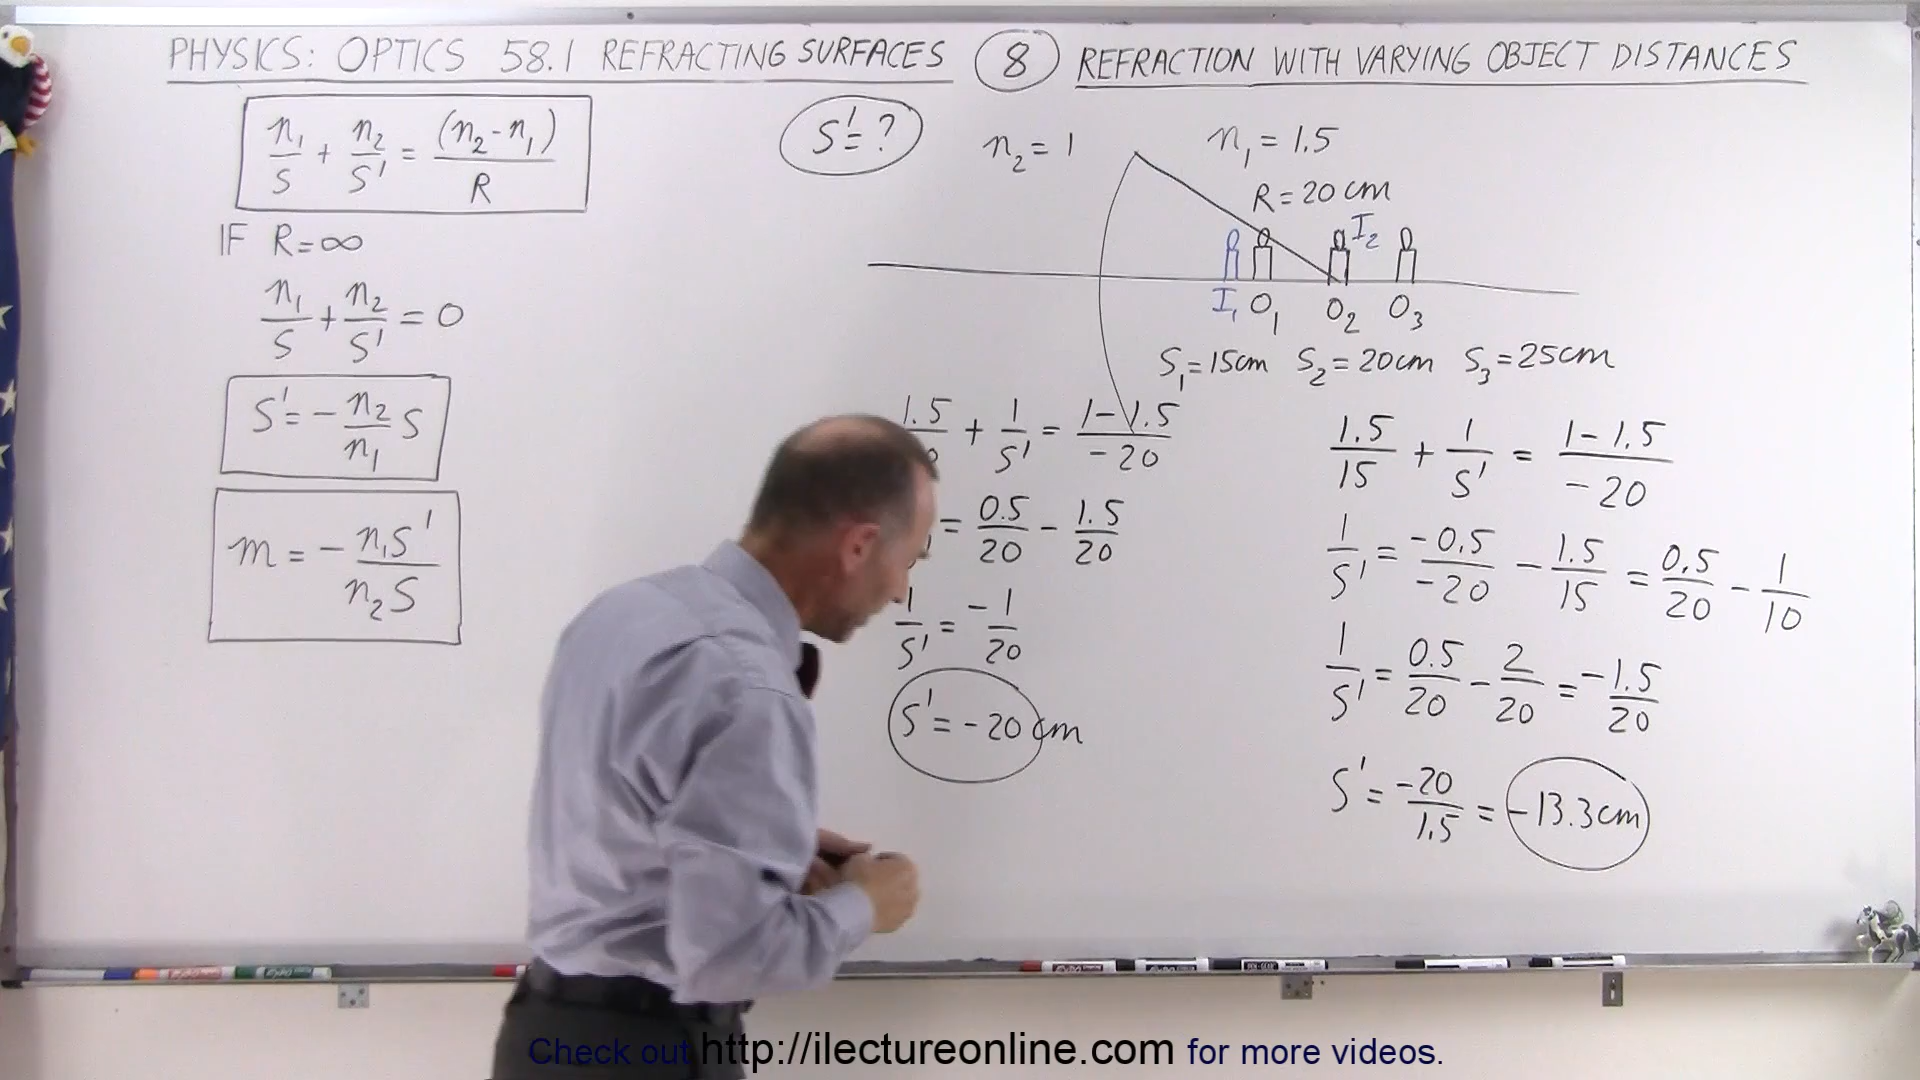 PHYSICS: OPTICS 58.1 REFRACTING SURFACES 8 REFRACTION WITH VARYING OBJECT DISTANCES
n₁/S + n₂/S' = (n₂-n₁)/R
IF R=∞
n₁/S + n₂/S' = 0
S' = - n₂/n₁ S
m = - n₁S'/n₂S
S' = ?
n₂ = 1
n₁ = 1.5
R = 20 cm
I₂
I₁ O₁ O₂ O₃
S₁ = 15cm S₂ = 20cm S₃ = 25cm
1.5/ 0 + 1/S' = 1-1.5/-20
= 0.5/20 - 1.5/20
1/S' = -1/20
S' = -20 cm
1.5/15 + 1/S' = 1-1.5/-20
1/S' = -0.5/-20 - 1.5/15 = 0.5/20 - 1/10
1/S' = 0.5/20 - 2/20 = -1.5/20
S' = -20/1.5 = -13.3cm
Check out http://ilectureonline.com for more videos.